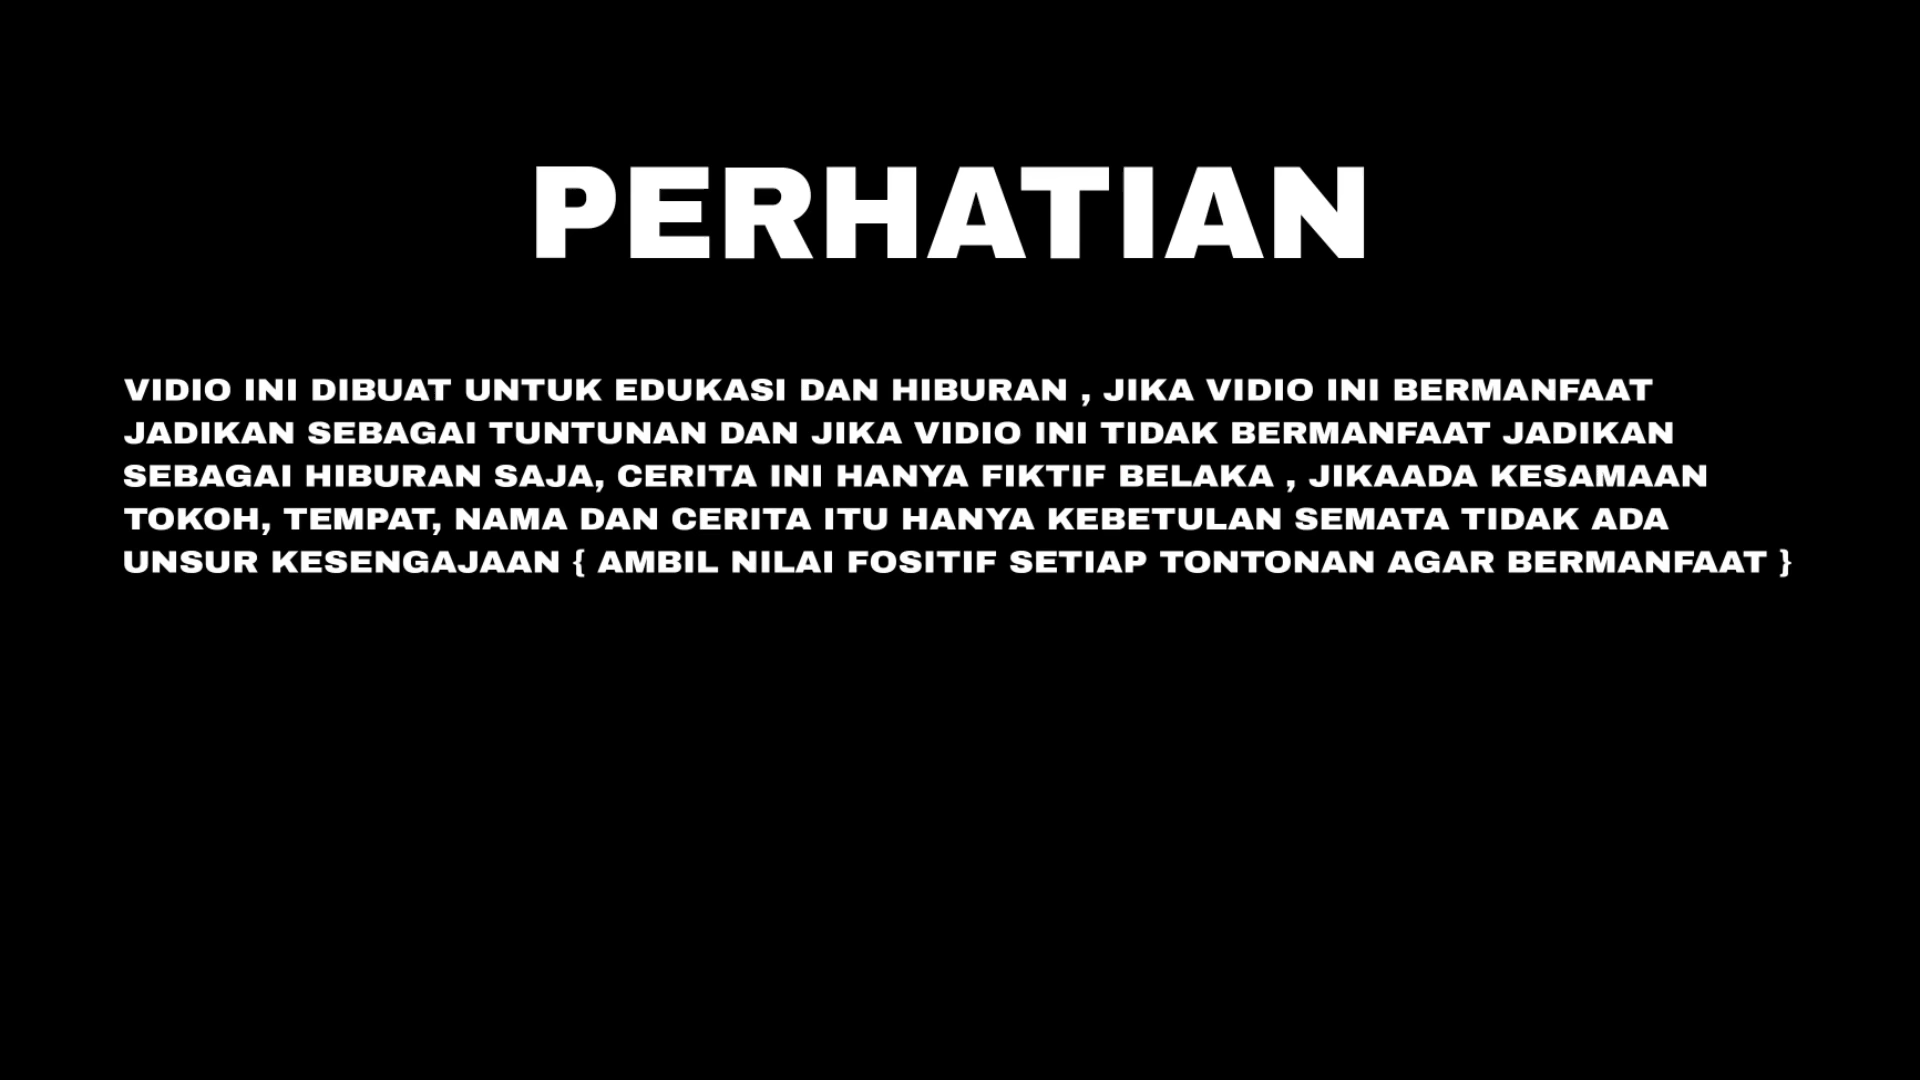 PERHATIAN
VIDIO INI DIBUAT UNTUK EDUKASI DAN HIBURAN , JIKA VIDIO INI BERMANFAAT
JADIKAN SEBAGAI TUNTUNAN DAN JIKA VIDIO INI TIDAK BERMANFAAT JADIKAN
SEBAGAI HIBURAN SAJA, CERITA INI HANYA FIKTIF BELAKA , JIKAADA KESAMAAN
TOKOH, TEMPAT, NAMA DAN CERITA ITU HANYA KEBETULAN SEMATA TIDAK ADA
UNSUR KESENGAJAAN { AMBIL NILAI FOSITIF SETIAP TONTONAN AGAR BERMANFAAT }